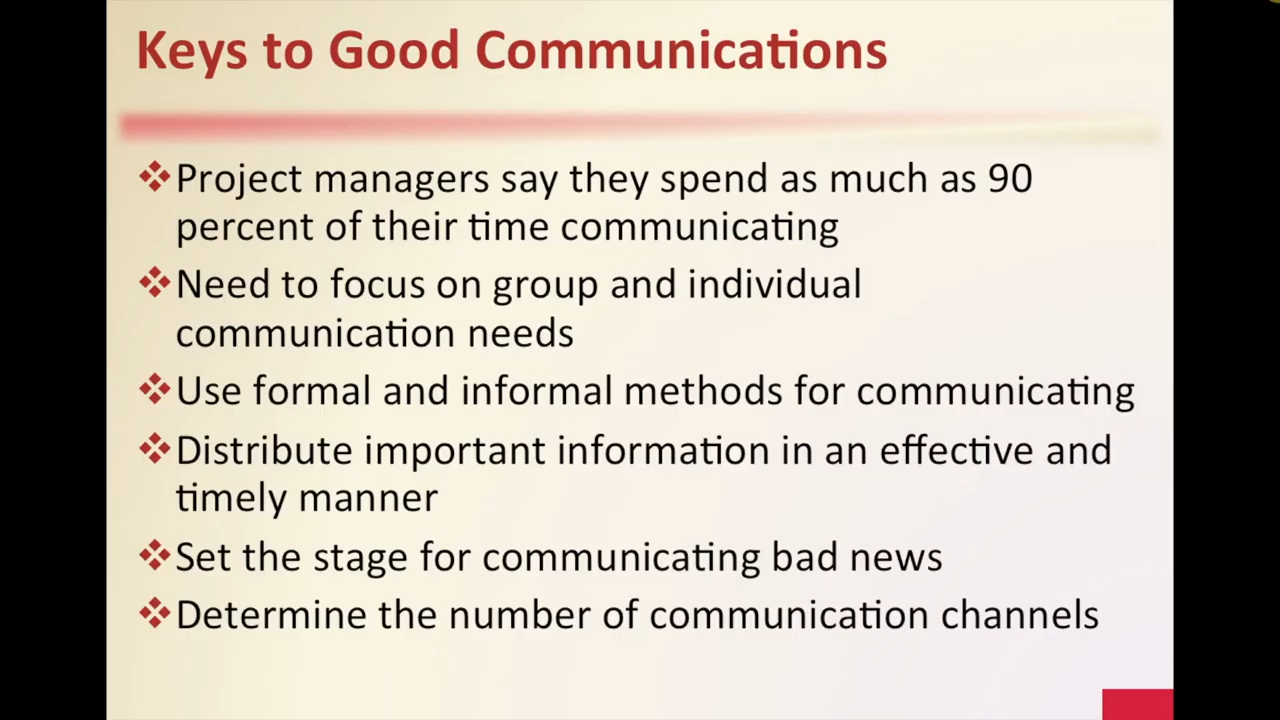 Keys to Good Communications
❖Project managers say they spend as much as 90
percent of their time communicating
❖Need to focus on group and individual
communication needs
❖Use formal and informal methods for communicating
❖Distribute important information in an effective and
timely manner
❖Set the stage for communicating bad news
❖Determine the number of communication channels